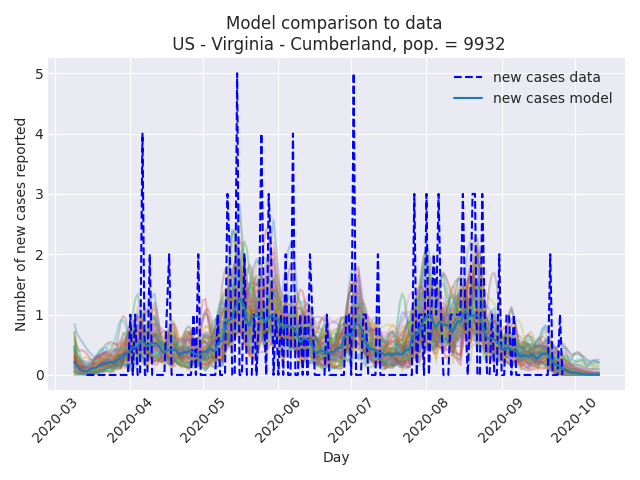 Model comparison to data
US - Virginia - Cumberland, pop. = 9932
new cases data
new cases model
Number of new cases reported
5
4
3
2
1
0
2020-03
2020-04
2020-05
2020-06
2020-07
2020-08
2020-09
2020-10
Day